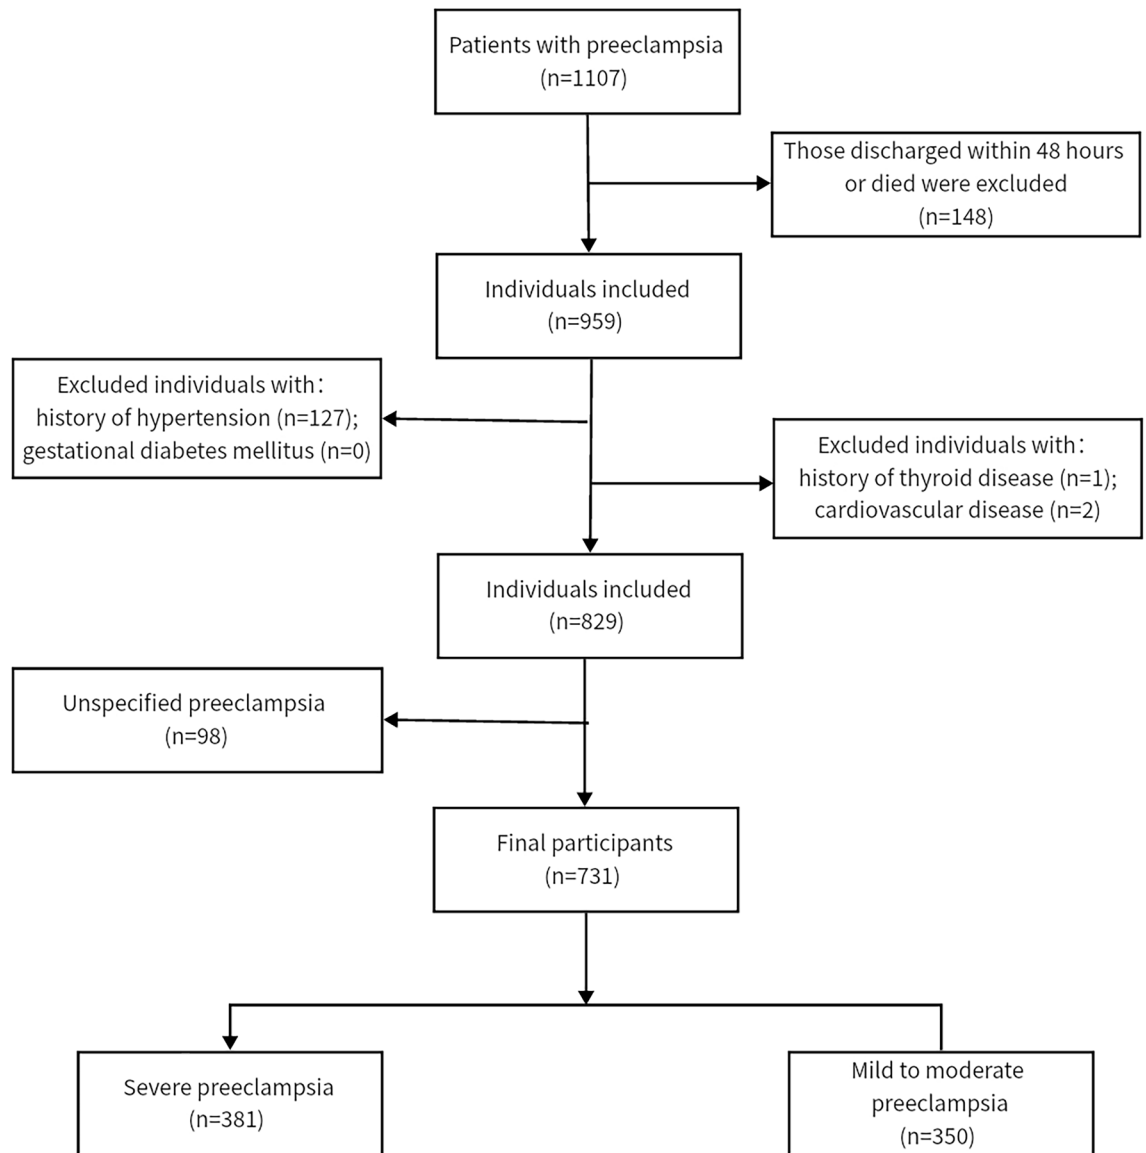 Patients with preeclampsia
(n=1107)
Those discharged within 48 hours
or died were excluded
(n=148)
Individuals included
(n=959)
Excluded individuals with：
history of hypertension (n=127);
gestational diabetes mellitus (n=0)
Excluded individuals with：
history of thyroid disease (n=1);
cardiovascular disease (n=2)
Individuals included
(n=829)
Unspecified preeclampsia
(n=98)
Final participants
(n=731)
Severe preeclampsia
(n=381)
Mild to moderate
preeclampsia
(n=350)